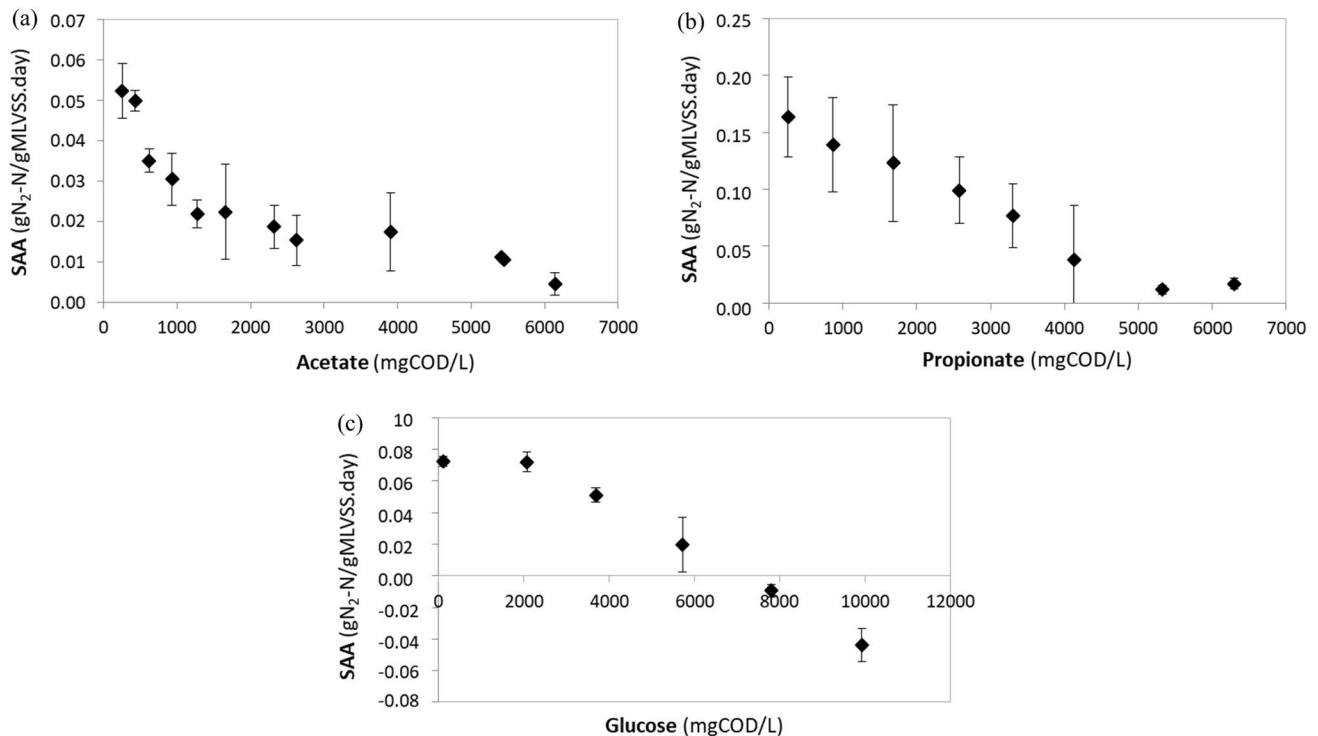 (a)
SAA (gN₂-N/gMLVSS.day)
0.07
0.06
0.05
0.04
0.03
0.02
0.01
0.00
0 1000 2000 3000 4000 5000 6000 7000
Acetate (mgCOD/L)
(b)
SAA (gN₂-N/gMLVSS.day)
0.25
0.20
0.15
0.10
0.05
0.00
0 1000 2000 3000 4000 5000 6000 7000
Propionate (mgCOD/L)
(c)
SAA (gN₂-N/gMLVSS.day)
10
0.08
0.06
0.04
0.02
0.00
-0.02
-0.04
-0.06
-0.08
0 2000 4000 6000 8000 10000 12000
Glucose (mgCOD/L)